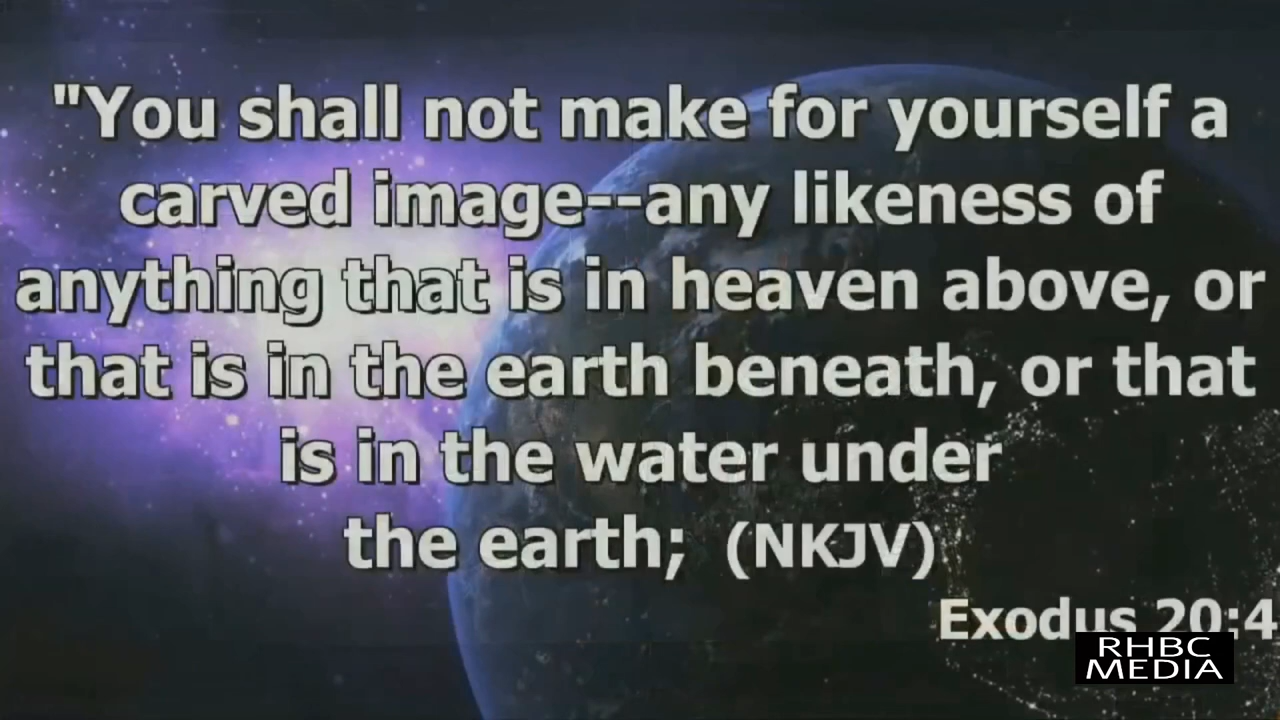 "You shall not make for yourself a
carved image--any likeness of
anything that is in heaven above, or
that is in the earth beneath, or that
is in the water under
the earth; (NKJV)
Exodus 20:4
RHBC
MEDIA